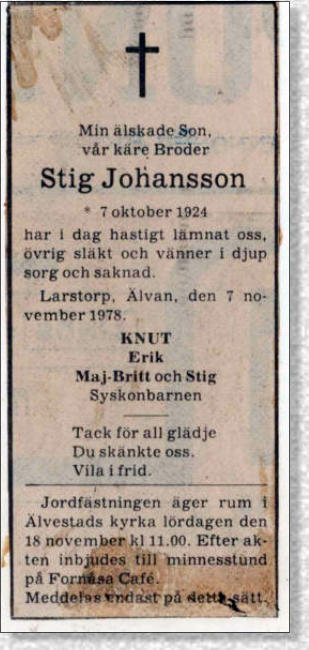 Min älskade Son,
vår käre Broder
Stig Johansson
* 7 oktober 1924
har i dag hastigt lämnat oss,
övrig släkt och vänner i djup
sorg och saknad.
Larstorp, Älvan, den 7 no-
vember 1978.
KNUT
Erik
Maj-Britt och Stig
Syskonbarnen
Tack för all glädje
Du skänkte oss.
Vila i frid.
Jordfästningen äger rum i
Älvestads kyrka lördagen den
18 november kl 11.00. Efter ak-
ten inbjudes till minnesstund
på Fornåsa Café.
Meddelas endast på detta sätt.